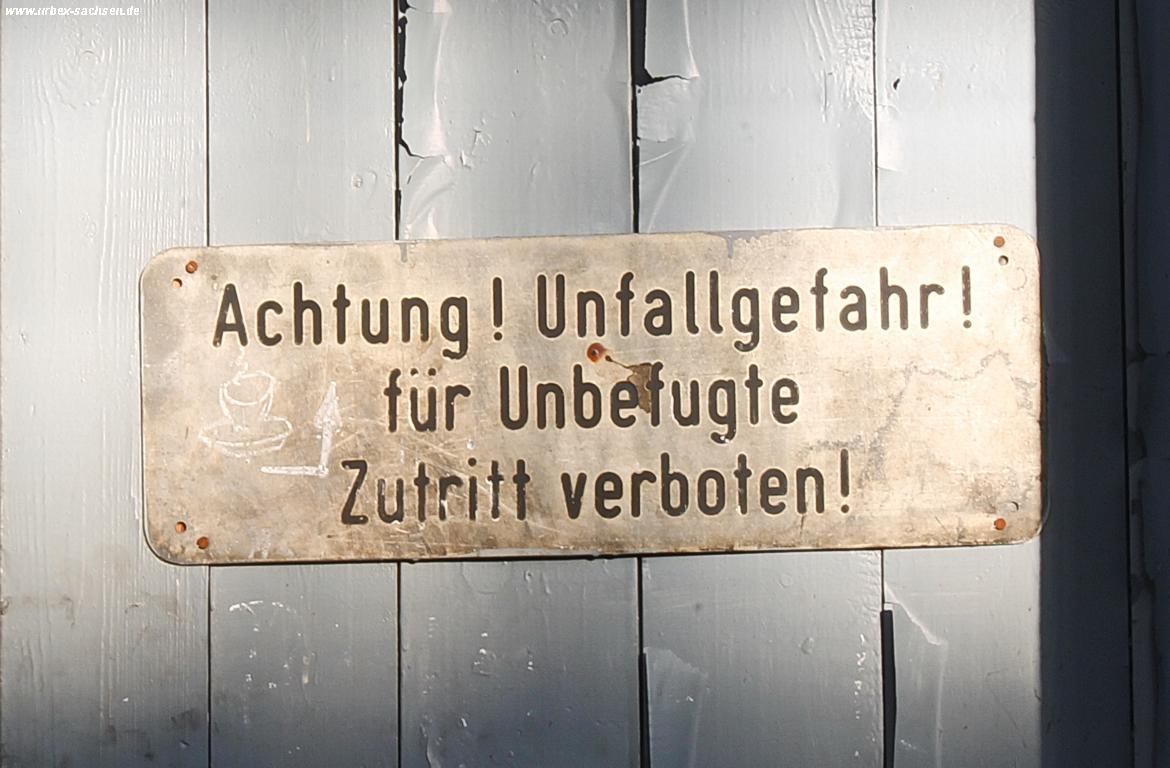 www.urbex-sachsen.de
Achtung! Unfallgefahr!
für Unbefugte
Zutritt verboten!